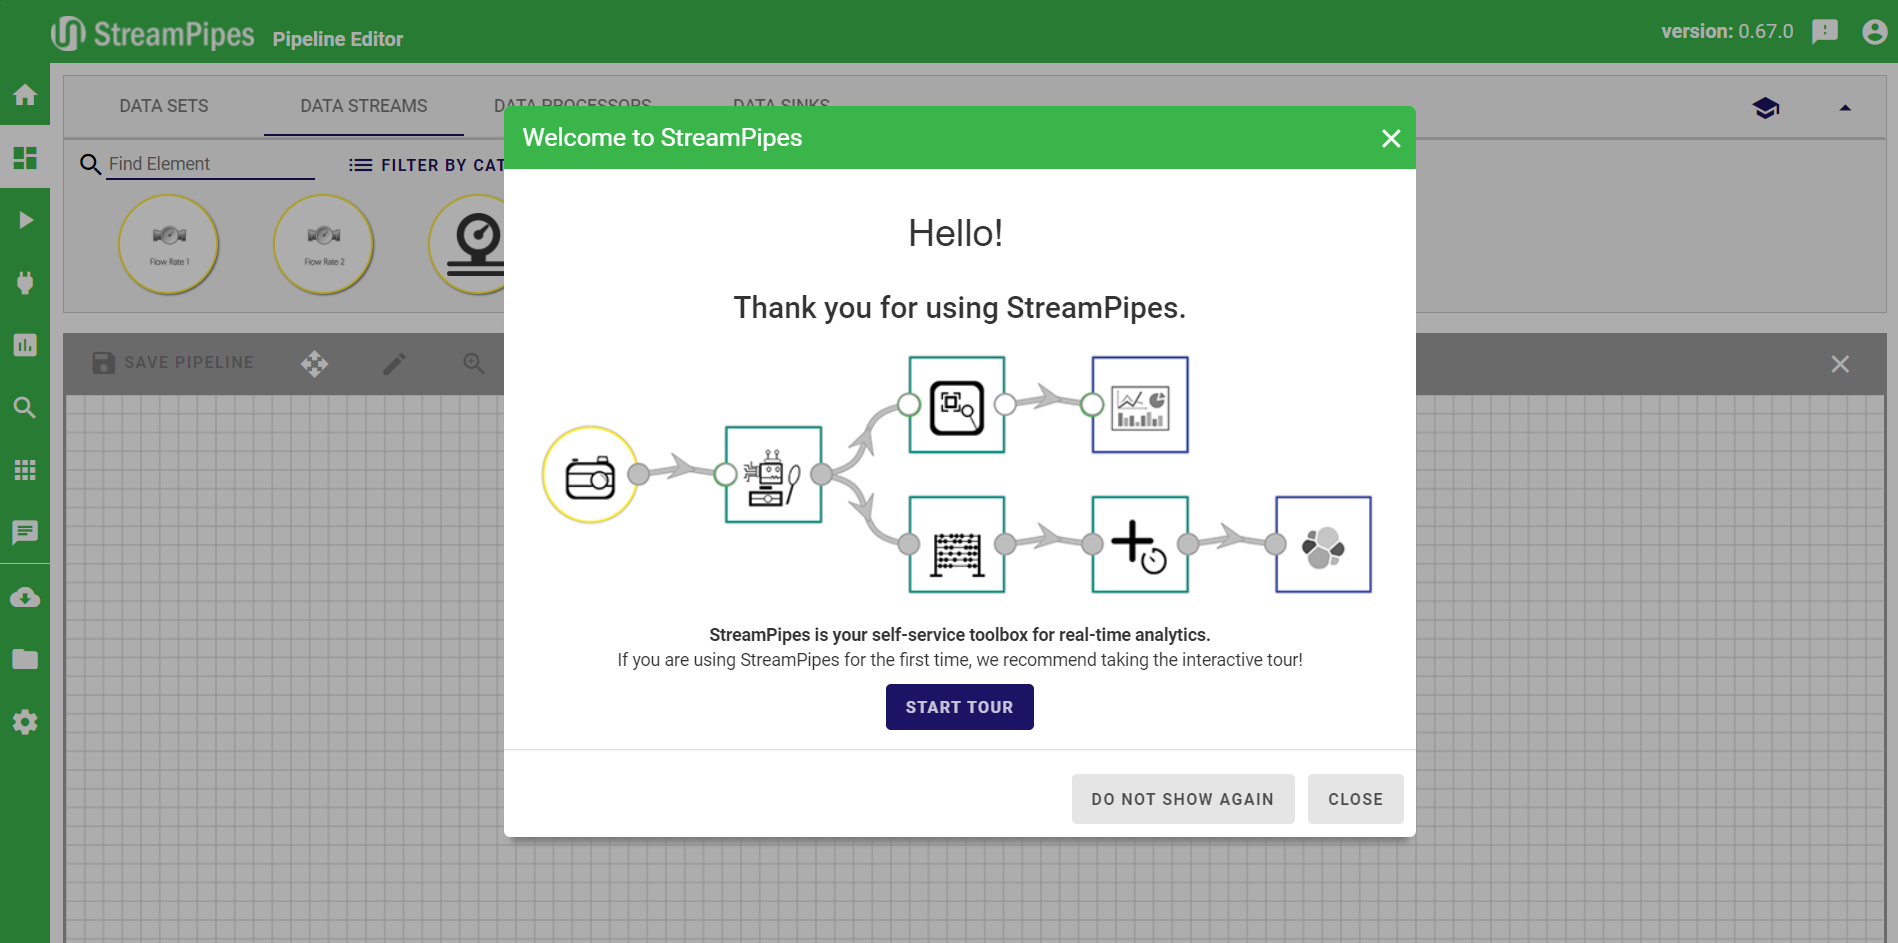 StreamPipes Pipeline Editor version: 0.67.0
DATA SETS DATA STREAMS DATA PROCESSORS DATA SINKS
Welcome to StreamPipes
Find Element FILTER BY CAT
Hello!
Flow Rate 1 Flow Rate 2
Thank you for using StreamPipes.
SAVE PIPELINE
StreamPipes is your self-service toolbox for real-time analytics.
If you are using StreamPipes for the first time, we recommend taking the interactive tour!
START TOUR
DO NOT SHOW AGAIN CLOSE